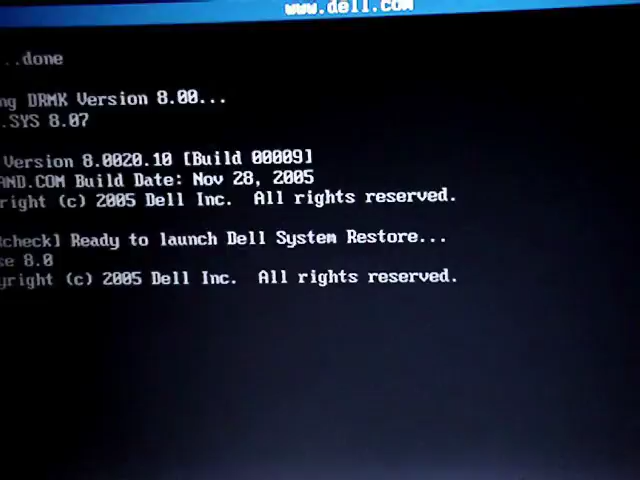 www.dell.com
..done
ng DRMK Version 8.00...
.SYS 8.07
Version 8.0020.10 [Build 00009]
AND.COM Build Date: Nov 28, 2005
right (c) 2005 Dell Inc.  All rights reserved.
check] Ready to launch Dell System Restore...
se 8.0
yright (c) 2005 Dell Inc.  All rights reserved.